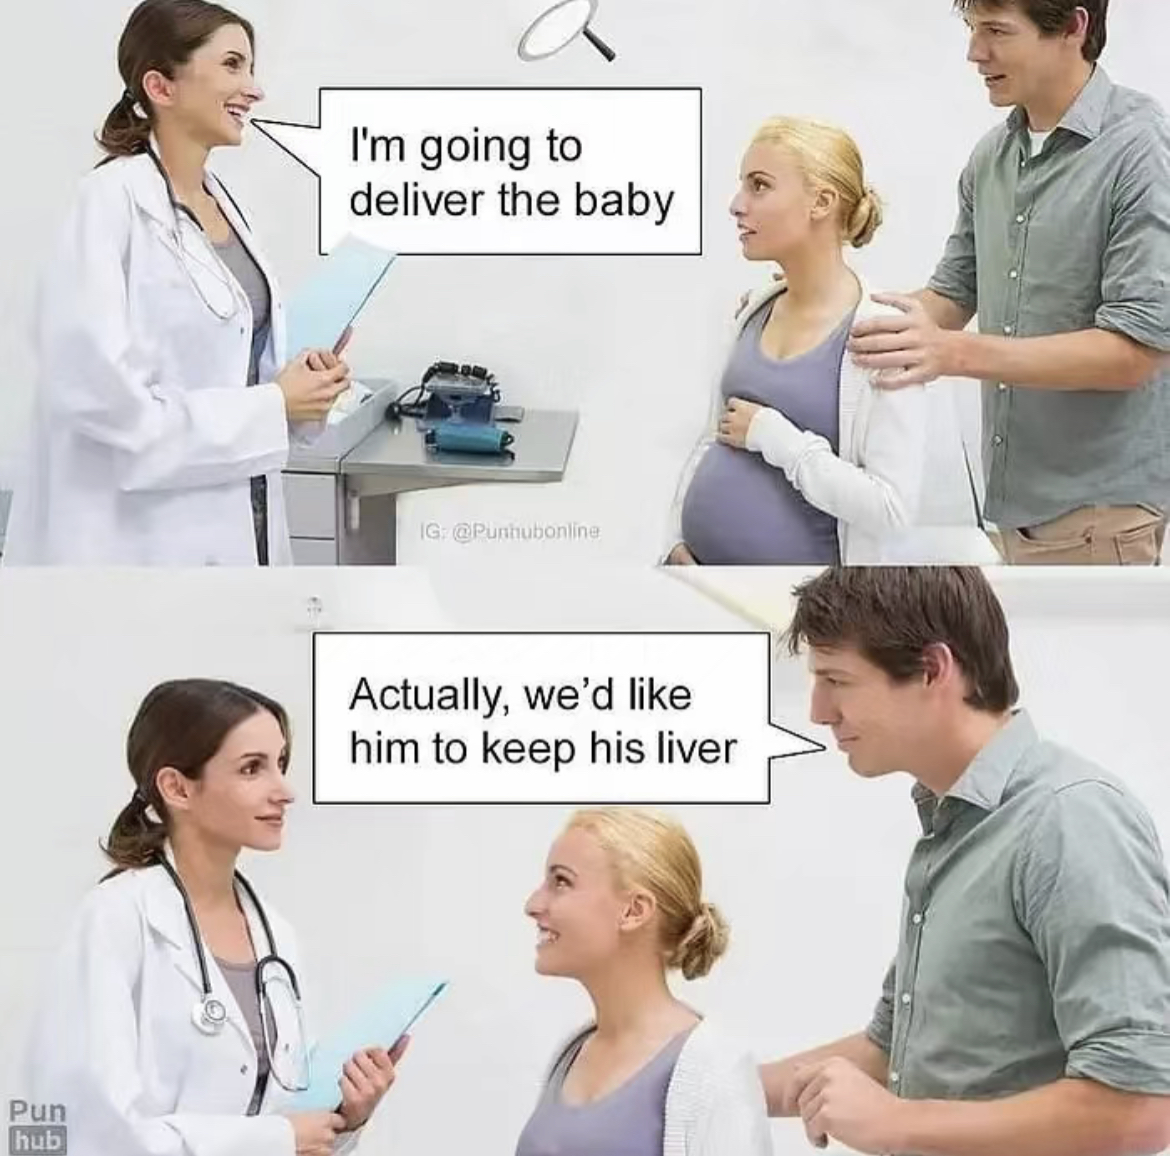 I'm going to
deliver the baby
IG: @Punhubonline
Actually, we’d like
him to keep his liver
Pun
hub